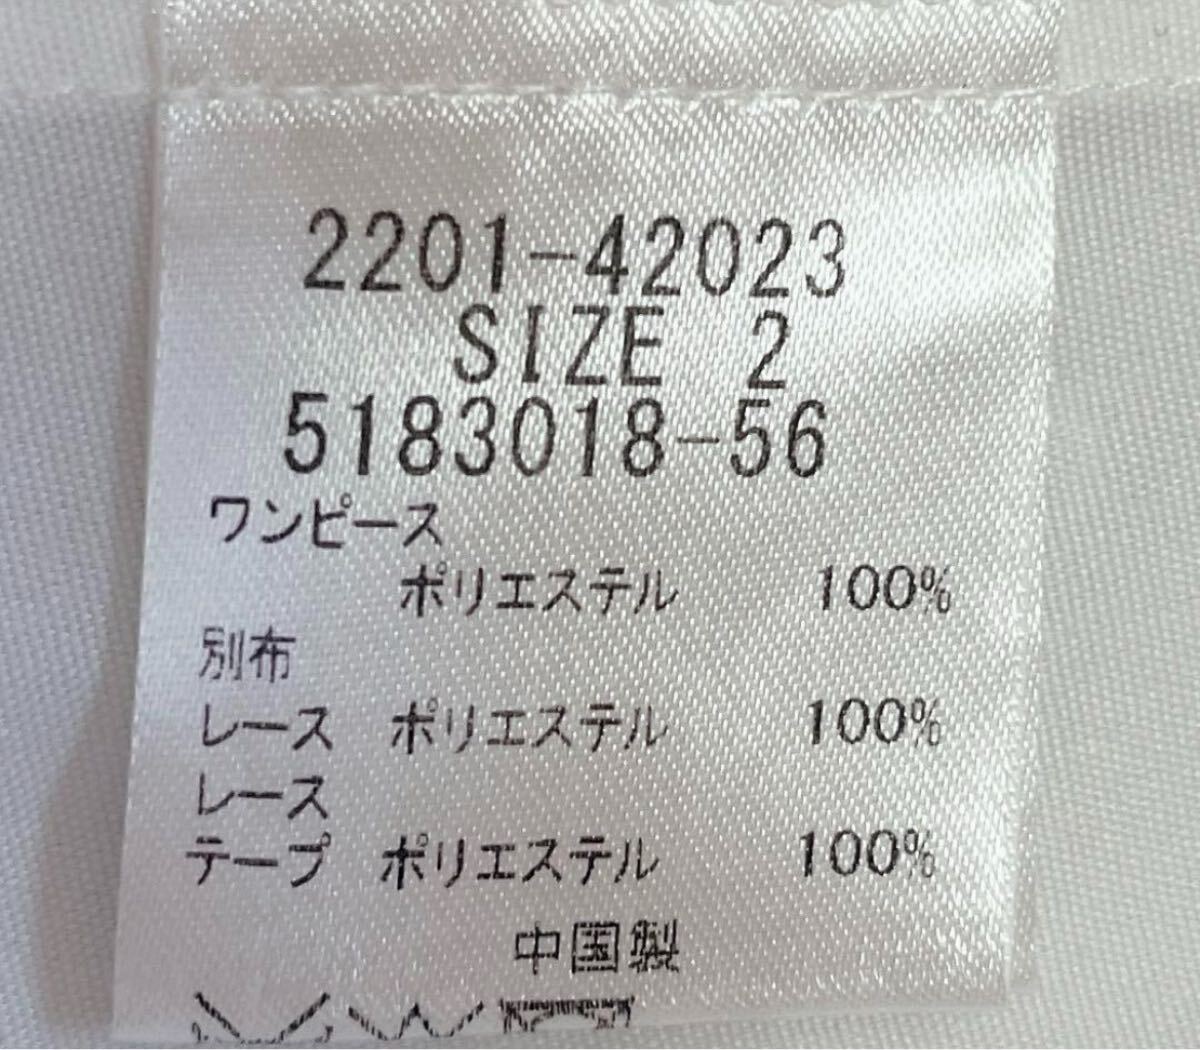 2201-42023
SIZE 2
5183018-56
ワンピース
ポリエステル 100%
別布
レース ポリエステル 100%
レース
テープ ポリエステル 100%
中国製